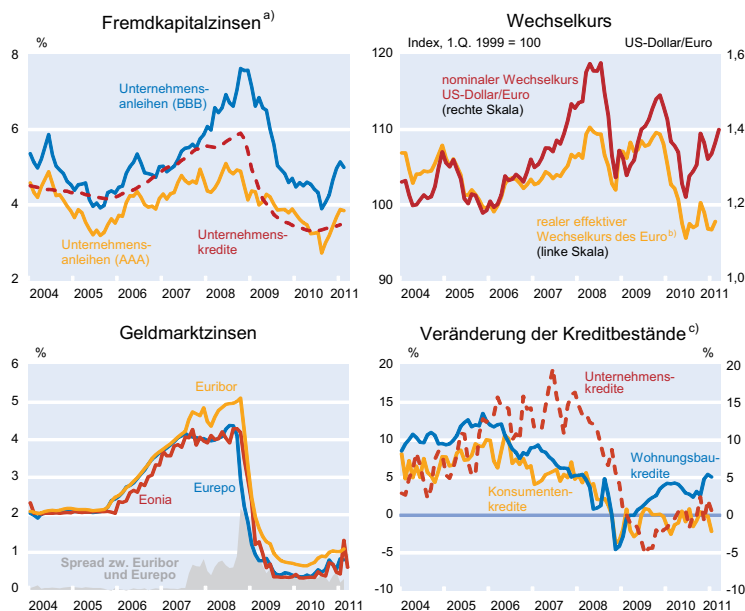 Fremdkapitalzinsen a)
%
8
6
4
2
Unternehmens-
anleihen (BBB)
Unternehmens-
anleihen (AAA)
Unternehmens-
kredite
2004 2005 2006 2007 2008 2009 2010 2011
Wechselkurs
Index, 1.Q. 1999 = 100
US-Dollar/Euro
120
110
100
90
1,6
1,4
1,2
1,0
nominaler Wechselkurs
US-Dollar/Euro
(rechte Skala)
realer effektiver
Wechselkurs des Euro b)
(linke Skala)
2004 2005 2006 2007 2008 2009 2010 2011
Geldmarktzinsen
%
6
5
4
3
2
1
0
Euribor
Eonia
Eurepo
Spread zw. Euribor
und Eurepo
2004 2005 2006 2007 2008 2009 2010 2011
Veränderung der Kreditbestände c)
%
%
20
15
10
5
0
-5
-10
20
15
10
5
0
-5
-10
Unternehmens-
kredite
Wohnungsbau-
kredite
Konsumenten-
kredite
2004 2005 2006 2007 2008 2009 2010 2011